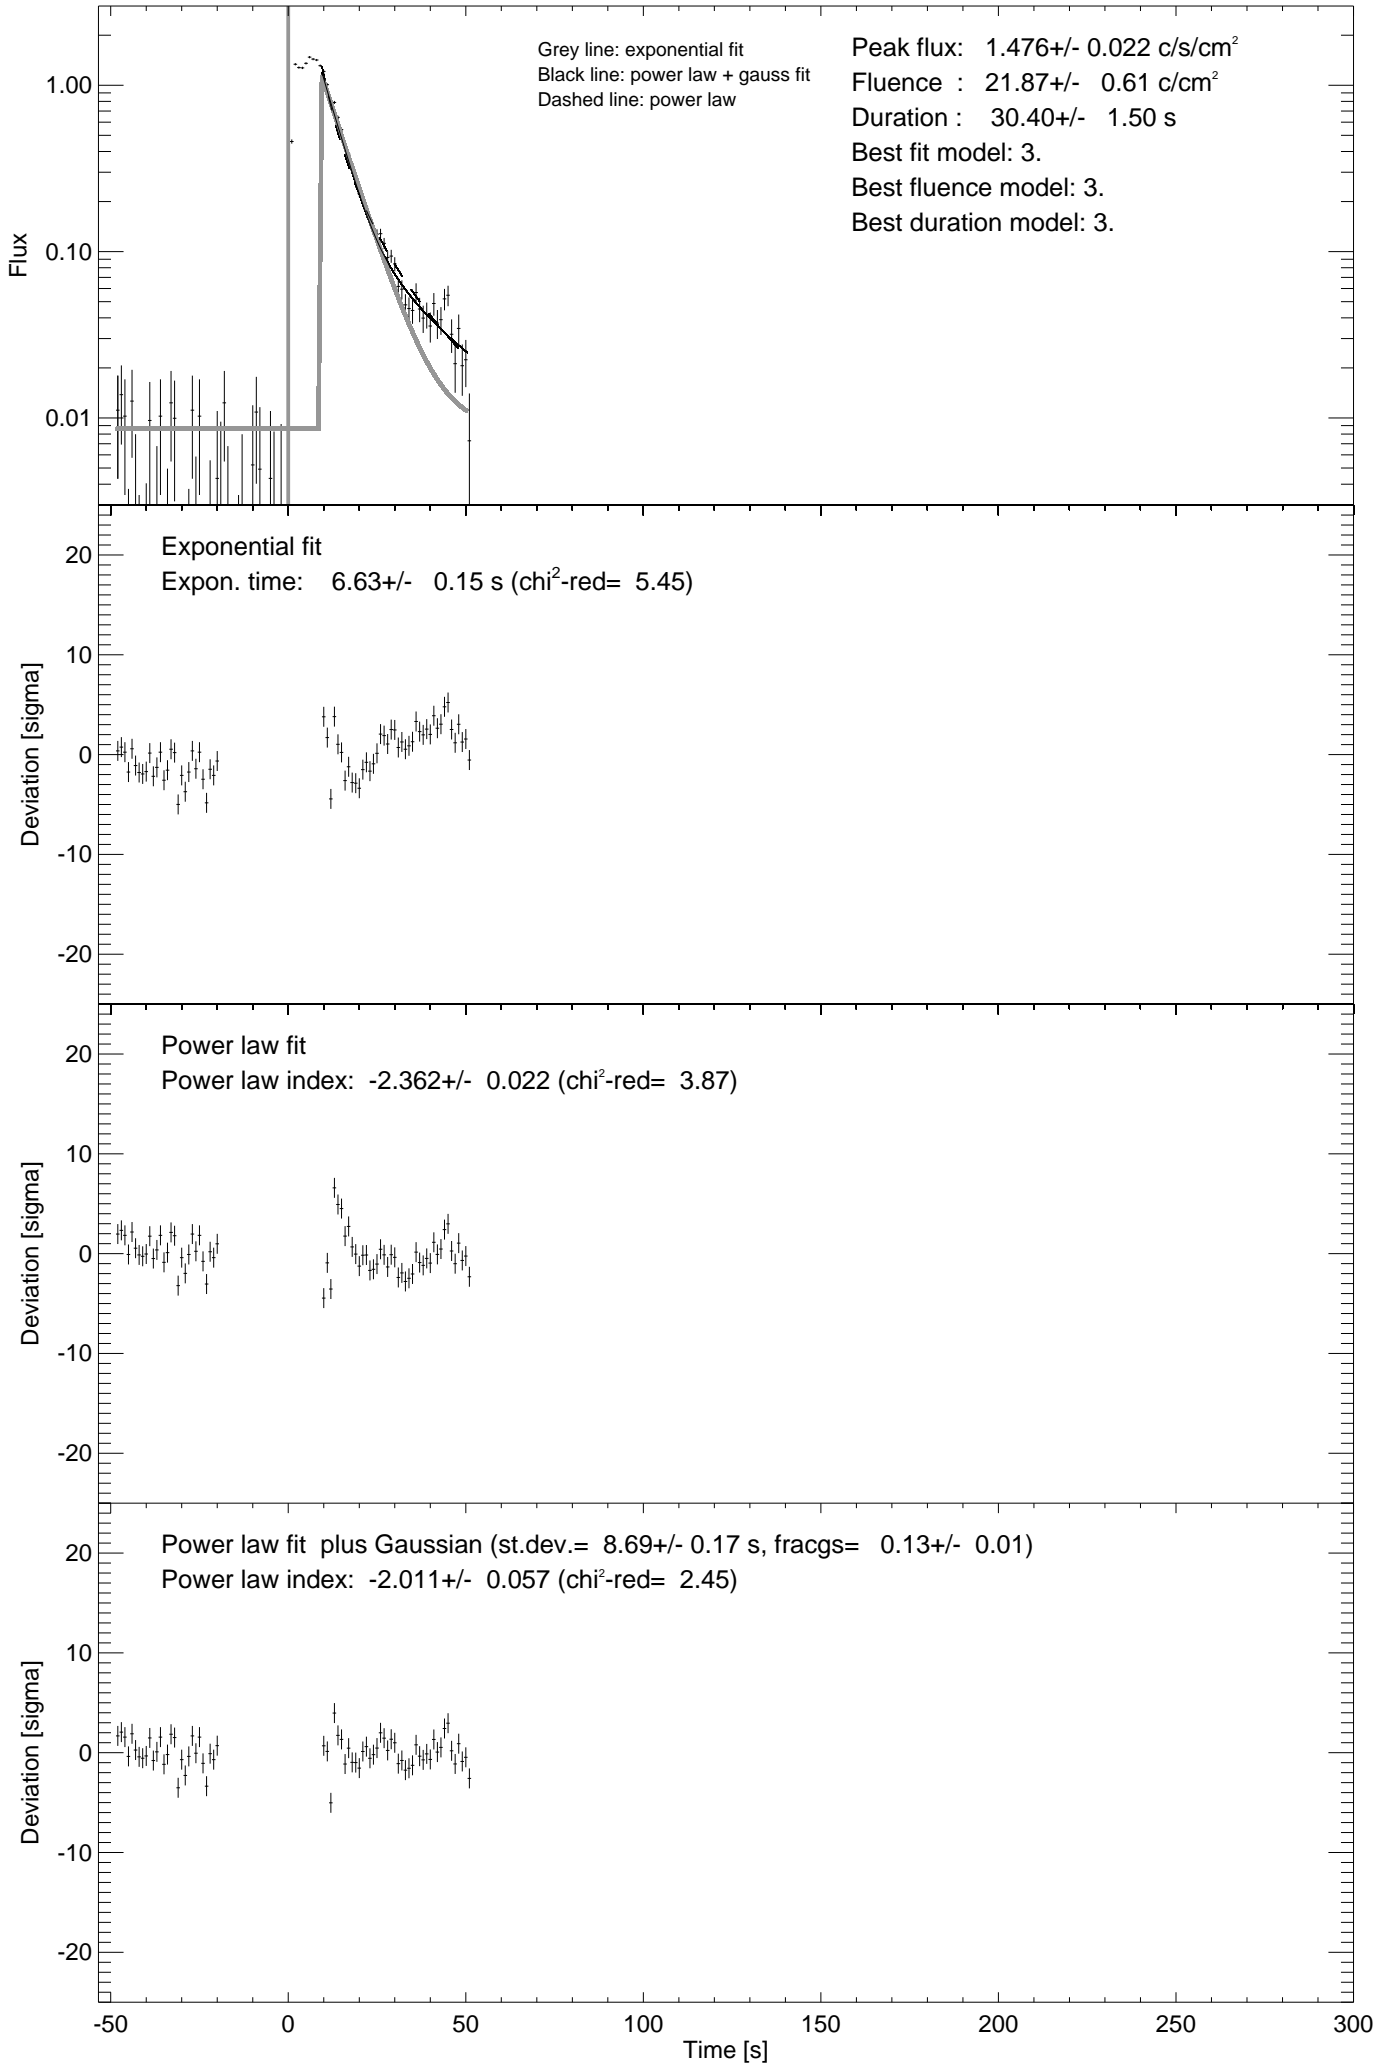 Grey line: exponential fit
Black line: power law + gauss fit
Dashed line: power law
Peak flux: 1.476+/- 0.022 c/s/cm²
Fluence : 21.87+/- 0.61 c/cm²
Duration : 30.40+/- 1.50 s
Best fit model: 3.
Best fluence model: 3.
Best duration model: 3.
1.00
0.10
0.01
Flux
Exponential fit
Expon. time: 6.63+/- 0.15 s (chi²-red= 5.45)
20
10
0
-10
-20
Deviation [sigma]
Power law fit
Power law index: -2.362+/- 0.022 (chi²-red= 3.87)
20
10
0
-10
-20
Deviation [sigma]
Power law fit plus Gaussian (st.dev.= 8.69+/- 0.17 s, fracgs= 0.13+/- 0.01)
Power law index: -2.011+/- 0.057 (chi²-red= 2.45)
20
10
0
-10
-20
Deviation [sigma]
-50 0 50 100 150 200 250 300
Time [s]